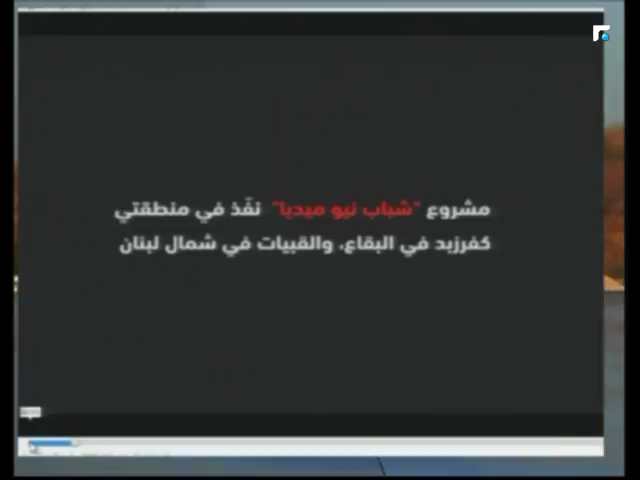 مشروع "شباب نيو ميديا" نفّذ في منطقتي
كفرزبد في البقاع، والقبيات في شمال لبنان